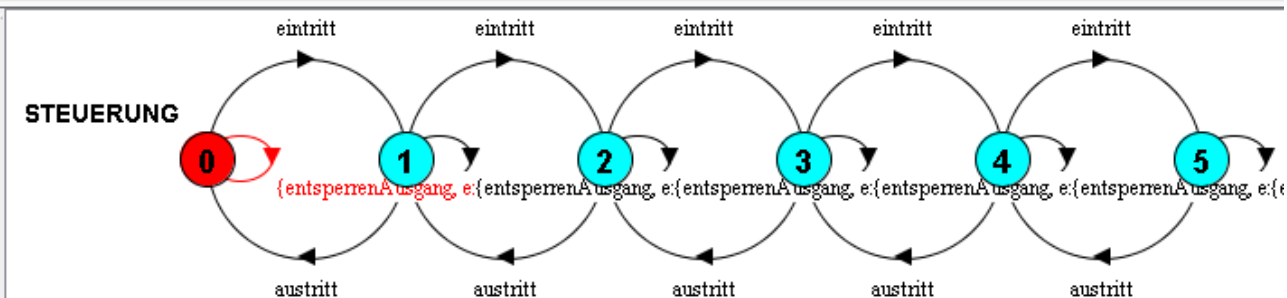 eintritt eintritt eintritt eintritt eintritt
STEUERUNG
0 1 2 3 4 5
{entsperrenAusgang, e:{entsperrenAusgang, e:{entsperrenAusgang, e:{entsperrenAusgang, e:{entsperrenAusgang, e:{e
austritt austritt austritt austritt austritt